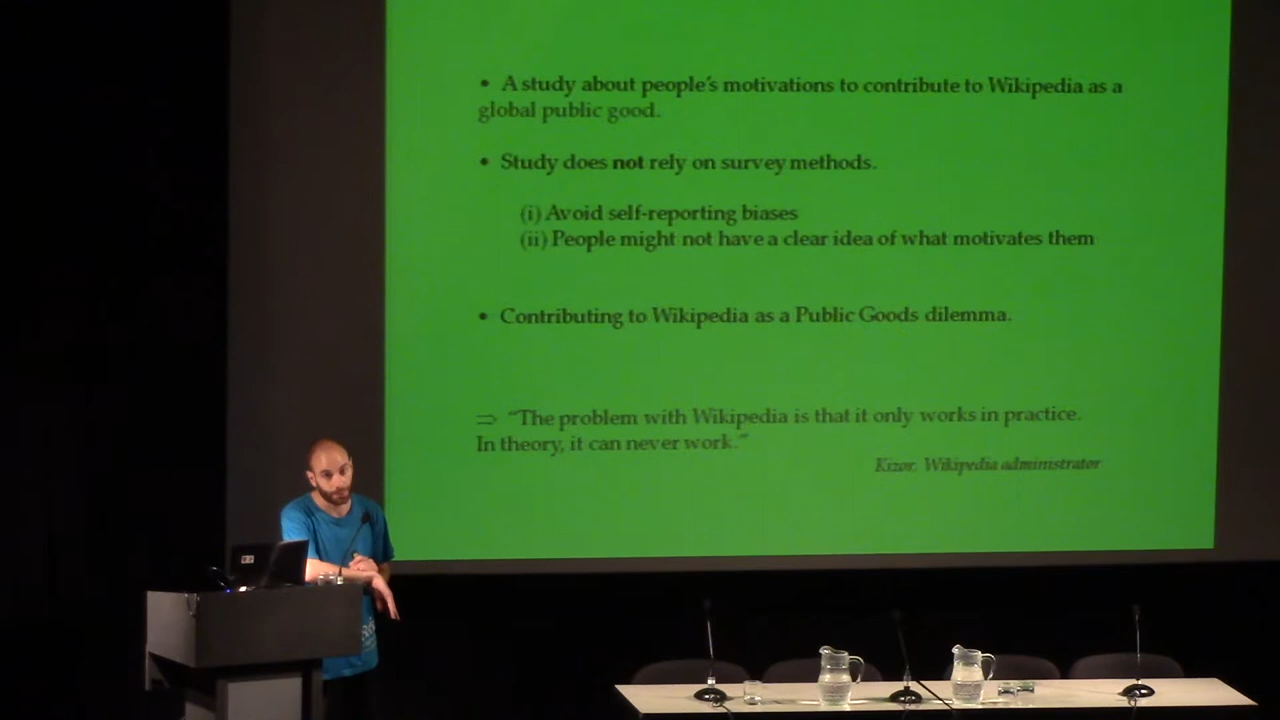 • A study about people's motivations to contribute to Wikipedia as a
global public good.
• Study does not rely on survey methods.
(i) Avoid self-reporting biases
(ii) People might not have a clear idea of what motivates them
• Contributing to Wikipedia as a Public Goods dilemma.
⇒ "The problem with Wikipedia is that it only works in practice.
In theory, it can never work."
Kizor, Wikipedia administrator